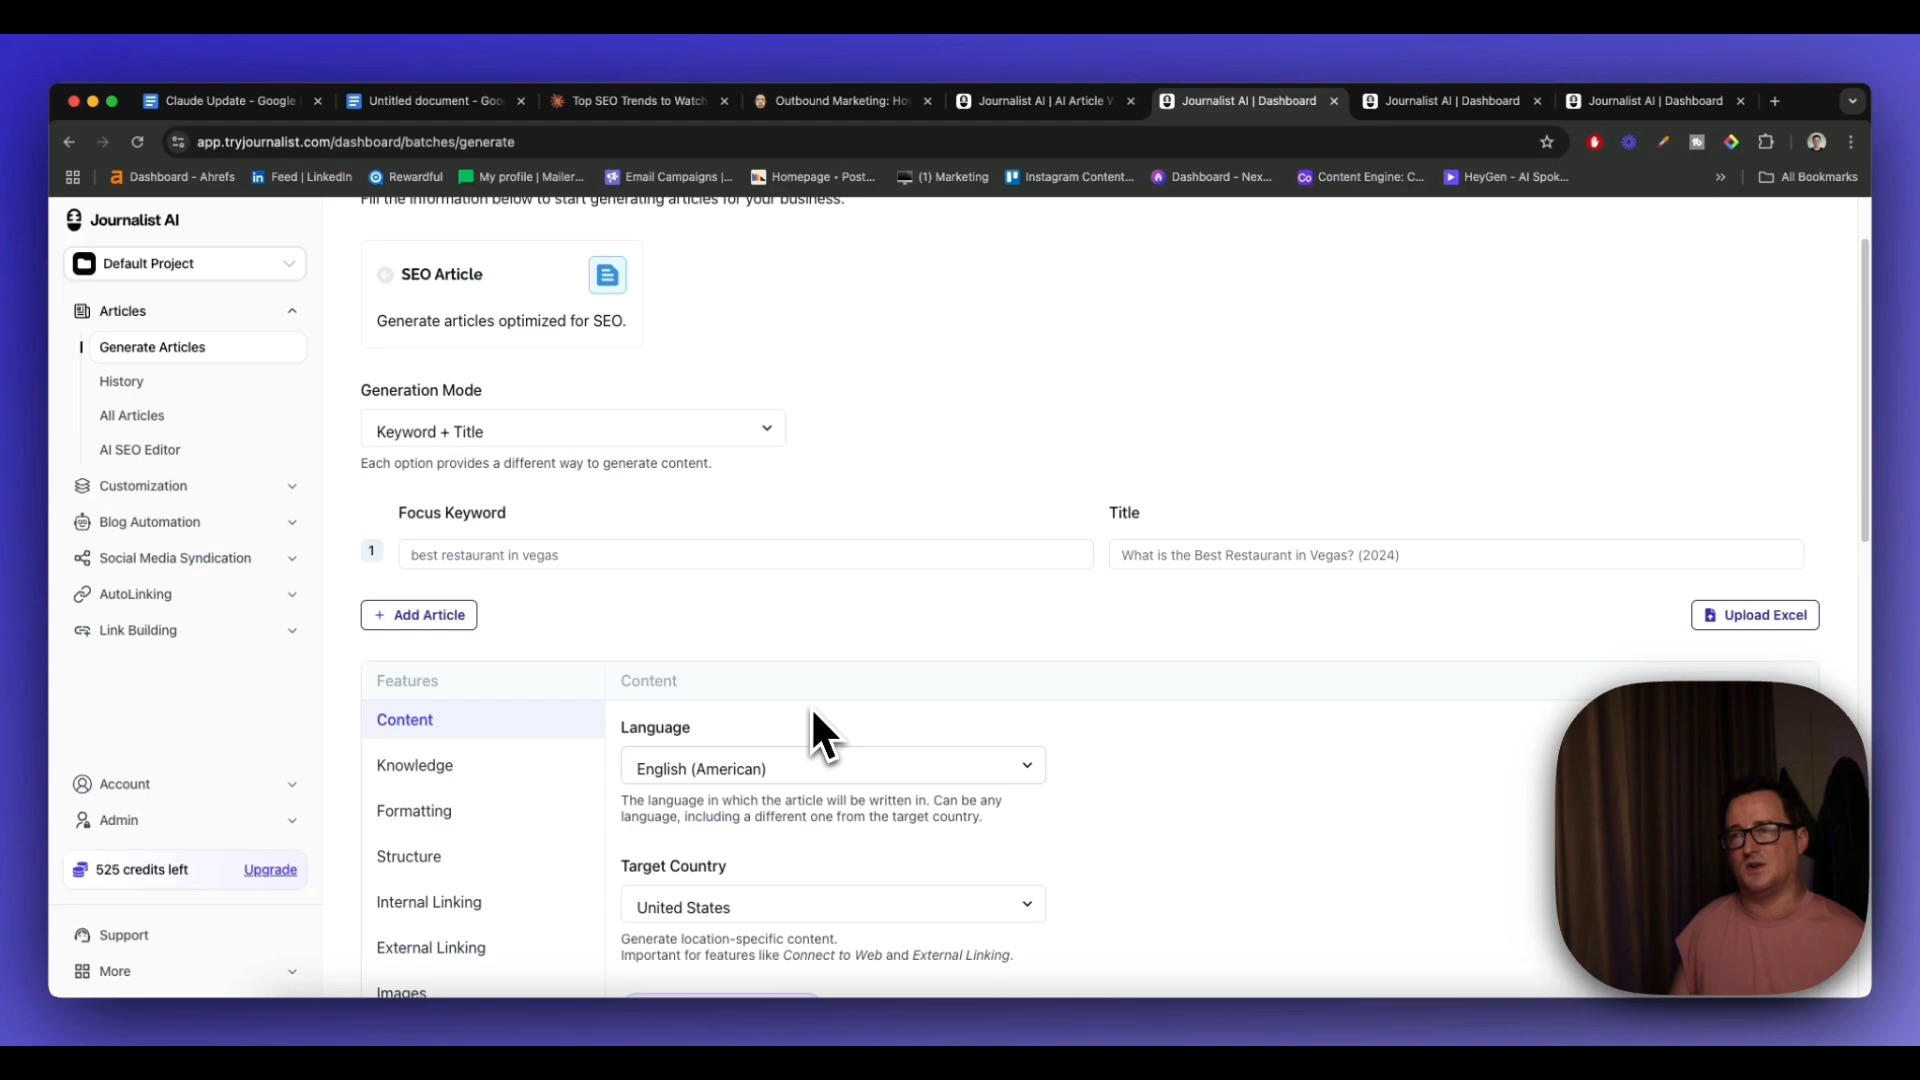 Claude Update - Google
Untitled document - Goo
Top SEO Trends to Watch
Outbound Marketing: Ho
Journalist AI | AI Article W
Journalist AI | Dashboard
Journalist AI | Dashboard
Journalist AI | Dashboard
app.tryjournalist.com/dashboard/batches/generate
Dashboard - Ahrefs
Feed | LinkedIn
Rewardful
My profile | Mailer...
Email Campaigns |...
Homepage • Post...
(1) Marketing
Instagram Content...
Dashboard - Nex...
Content Engine: C...
HeyGen - AI Spok...
All Bookmarks
Journalist AI
Default Project
Articles
Generate Articles
History
All Articles
AI SEO Editor
Customization
Blog Automation
Social Media Syndication
AutoLinking
Link Building
Account
Admin
525 credits left
Upgrade
Support
More
Fill the information below to start generating articles for your business.
SEO Article
Generate articles optimized for SEO.
Generation Mode
Keyword + Title
Each option provides a different way to generate content.
Focus Keyword
Title
1
best restaurant in vegas
What is the Best Restaurant in Vegas? (2024)
+ Add Article
Upload Excel
Features
Content
Content
Knowledge
Formatting
Structure
Internal Linking
External Linking
Images
Language
English (American)
The language in which the article will be written in. Can be any
language, including a different one from the target country.
Target Country
United States
Generate location-specific content.
Important for features like Connect to Web and External Linking.